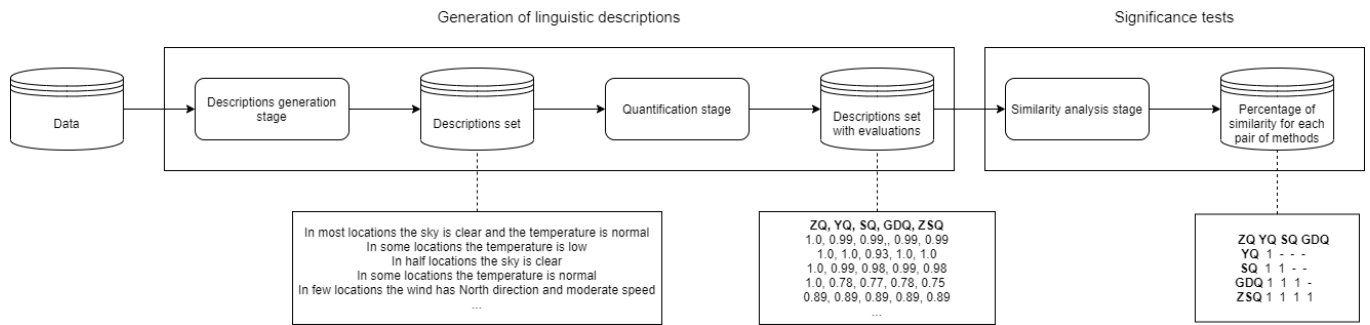 Generation of linguistic descriptions
Significance tests
Data
Descriptions generation
stage
Descriptions set
Quantification stage
Descriptions set
with evaluations
Similarity analysis stage
Percentage of
similarity for each
pair of methods
In most locations the sky is clear and the temperature is normal
In some locations the temperature is low
In half locations the sky is clear
In some locations the temperature is normal
In few locations the wind has North direction and moderate speed
...
ZQ, YQ, SQ, GDQ, ZSQ
1.0, 0.99, 0.99,, 0.99, 0.99
1.0, 1.0, 0.93, 1.0, 1.0
1.0, 0.99, 0.98, 0.99, 0.98
1.0, 0.78, 0.77, 0.78, 0.75
0.89, 0.89, 0.89, 0.89, 0.89
...
ZQ YQ SQ GDQ
YQ 1 - - -
SQ 1 1 - -
GDQ 1 1 1 -
ZSQ 1 1 1 1